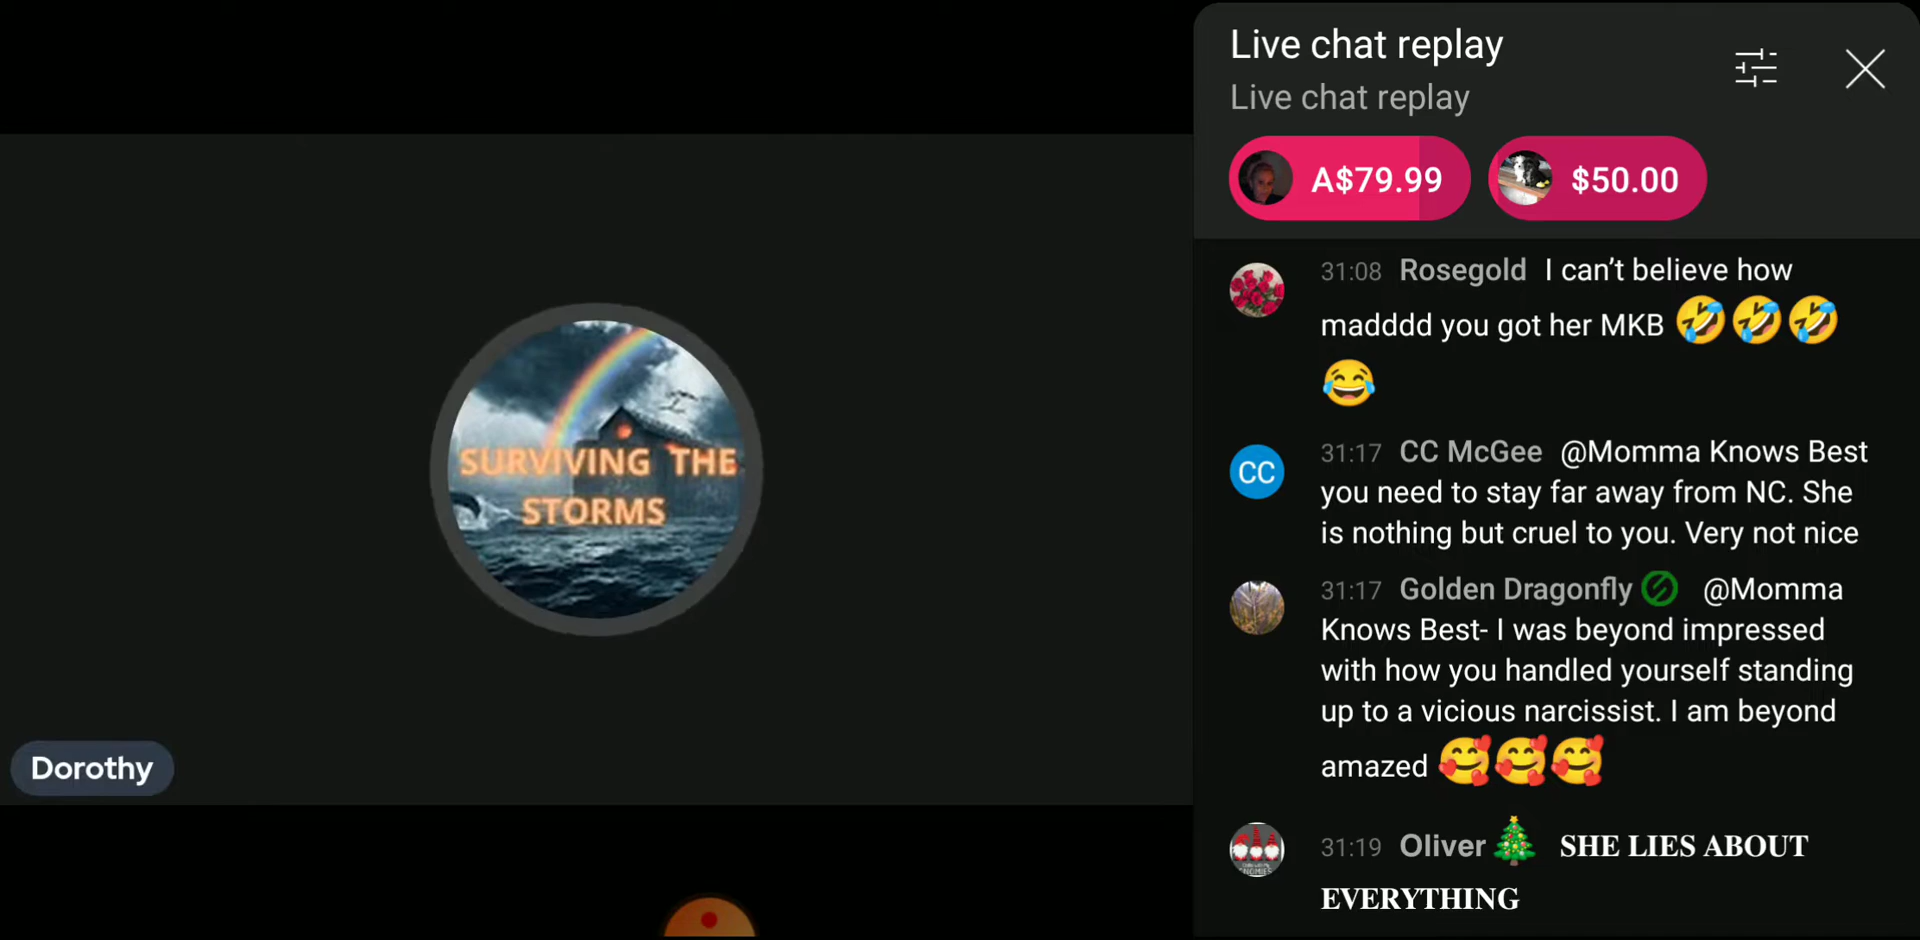 Live chat replay
Live chat replay
A$79.99
$50.00
31:08 Rosegold I can’t believe how
madddd you got her MKB 🤣🤣🤣
😂
CC
31:17 CC McGee @Momma Knows Best
you need to stay far away from NC. She
is nothing but cruel to you. Very not nice
31:17 Golden Dragonfly @Momma
Knows Best- I was beyond impressed
with how you handled yourself standing
up to a vicious narcissist. I am beyond
amazed 🥰🥰🥰
31:19 Oliver🎄 SHE LIES ABOUT
EVERYTHING
SURVIVING THE
STORMS
Dorothy